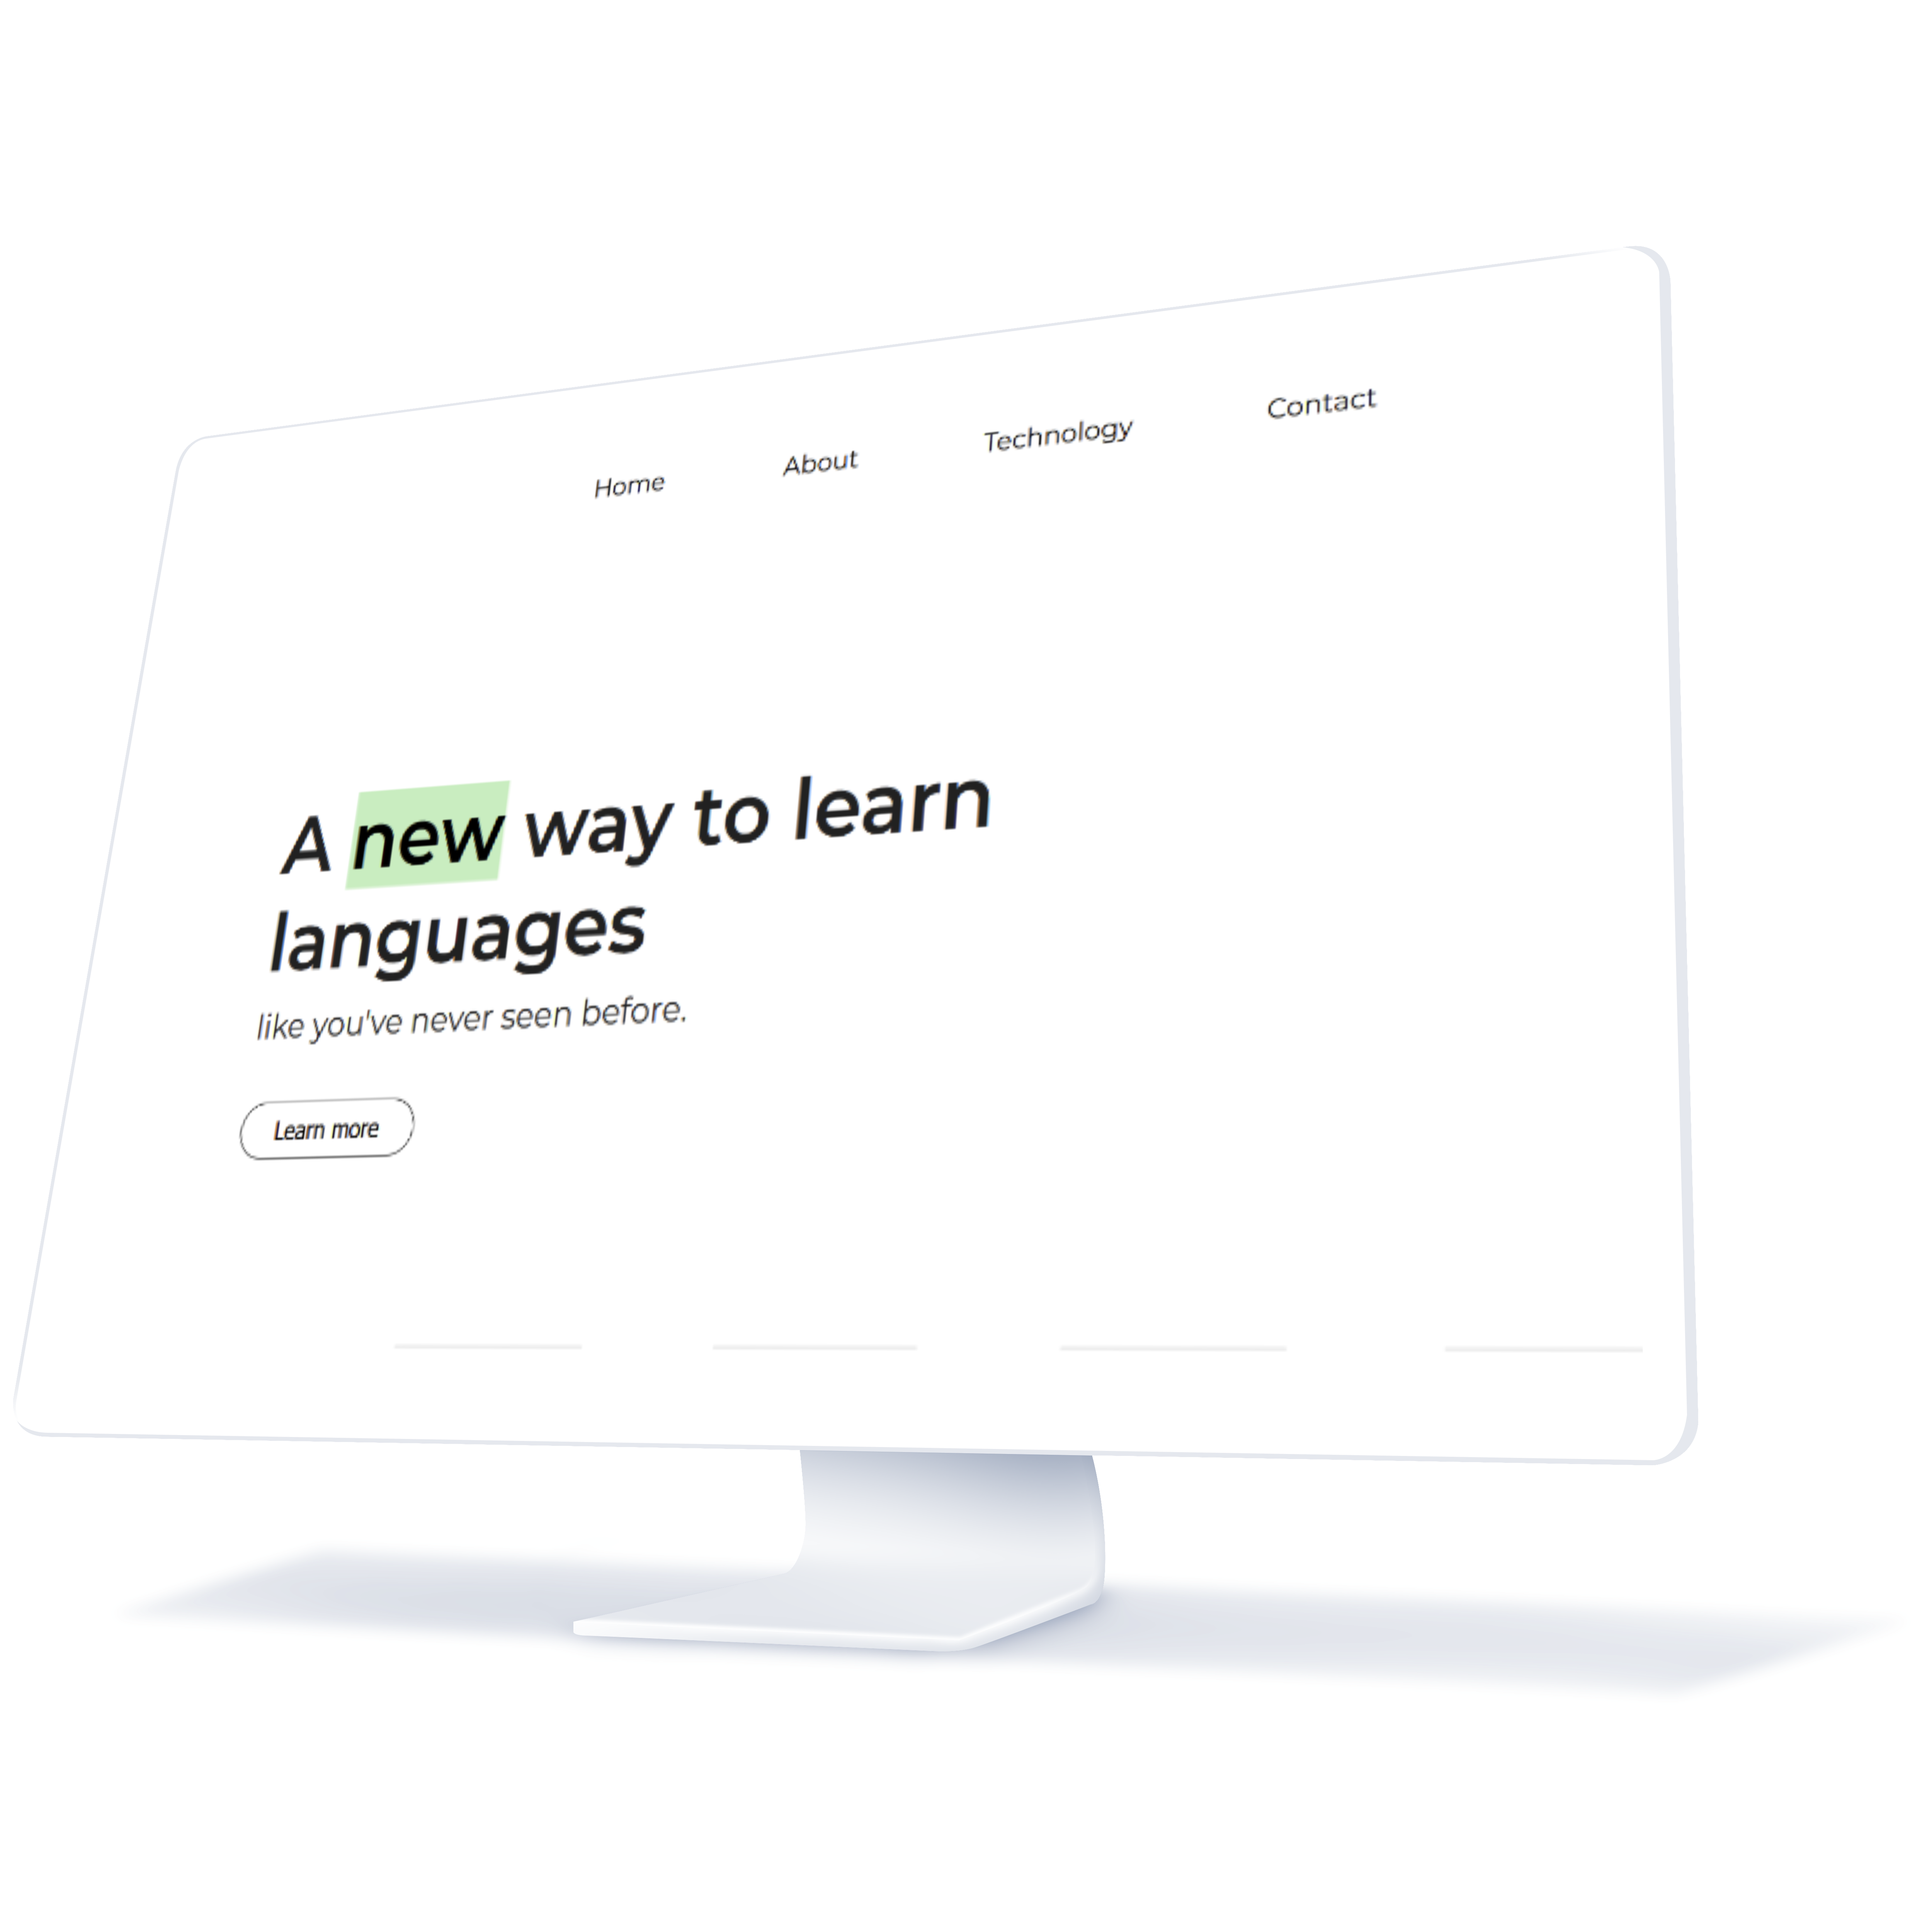 Home About Technology Contact
A new way to learn
languages
like you've never seen before.
Learn more